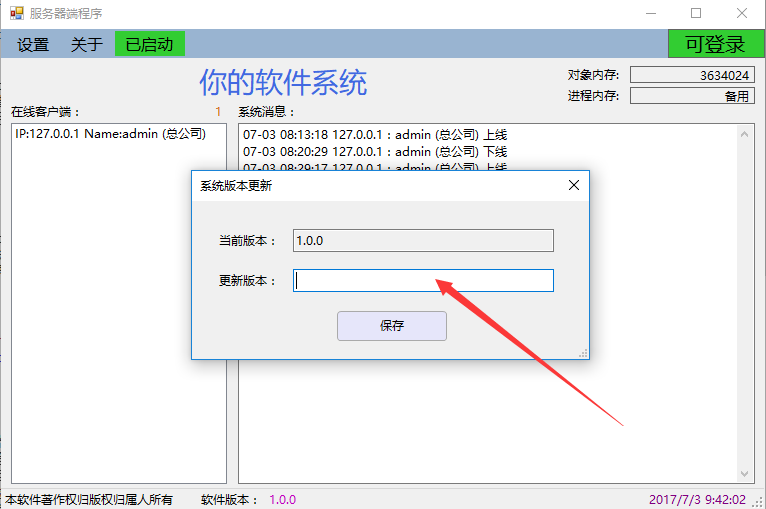 服务器端程序
设置 关于 已启动 可登录
你的软件系统
对象内存: 3634024
进程内存: 备用
在线客户端： 1
系统消息：
IP:127.0.0.1 Name:admin (总公司)
07-03 08:13:18 127.0.0.1 : admin (总公司) 上线
07-03 08:20:29 127.0.0.1 : admin (总公司) 下线
07-03 08:29:17 127.0.0.1 : admin (总公司) 上线
系统版本更新
当前版本： 1.0.0
更新版本：
保存
本软件著作权归版权归属人所有 软件版本： 1.0.0 2017/7/3 9:42:02